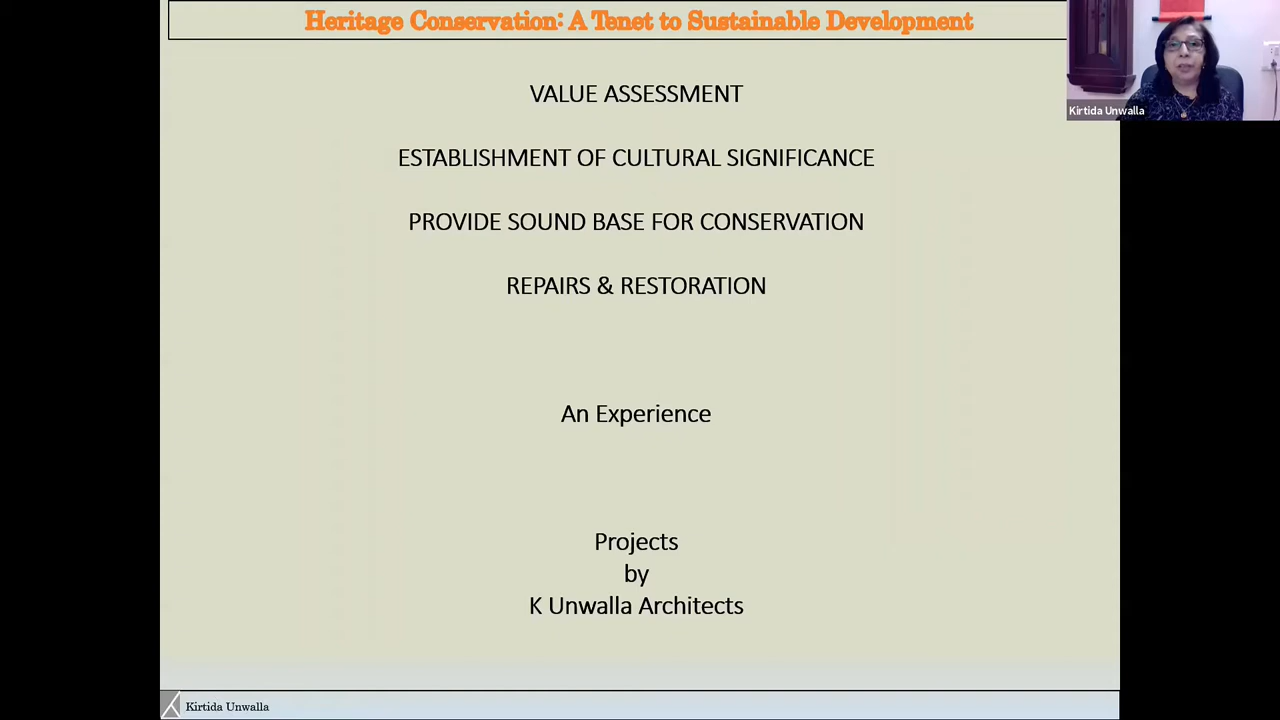 Heritage Conservation: A Tenet to Sustainable Development
Kirtida Unwalla
VALUE ASSESSMENT
ESTABLISHMENT OF CULTURAL SIGNIFICANCE
PROVIDE SOUND BASE FOR CONSERVATION
REPAIRS & RESTORATION
An Experience
Projects
by
K Unwalla Architects
Kirtida Unwalla